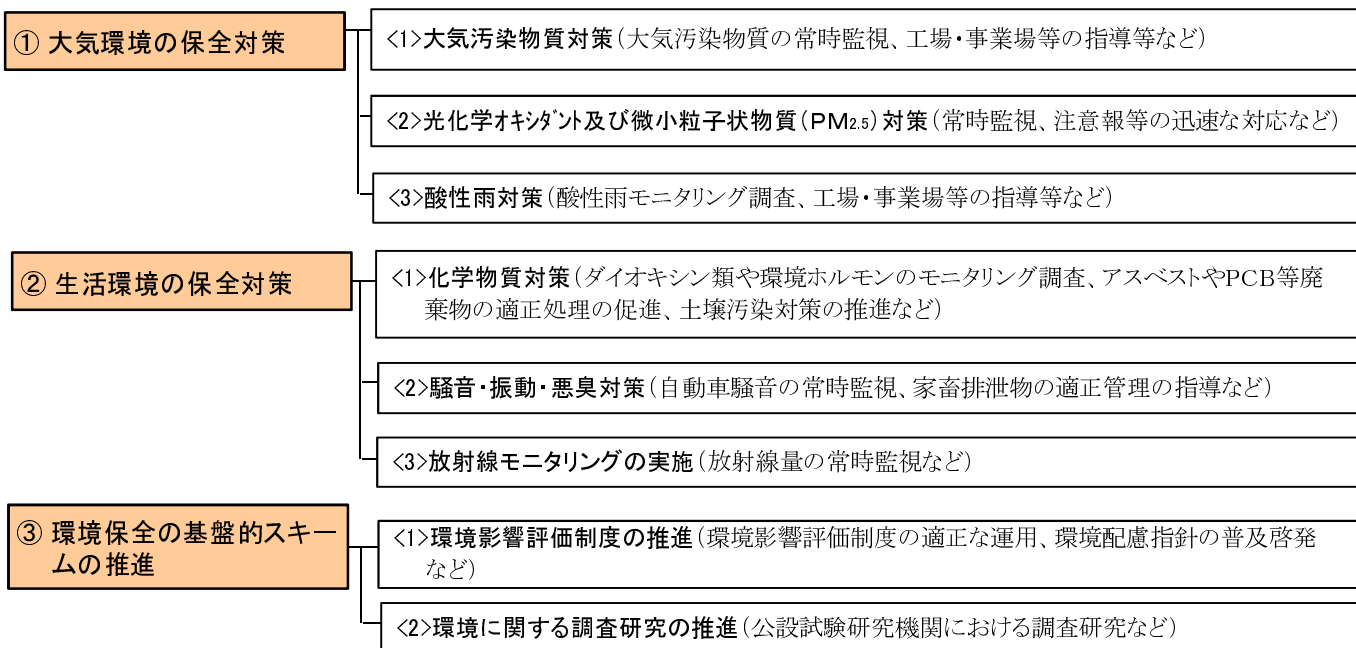 ① 大気環境の保全対策
<1>大気汚染物質対策（大気汚染物質の常時監視、工場・事業場等の指導等など）
<2>光化学ｵｷｼﾀﾞﾝﾄ及び微小粒子状物質（ＰＭ2.5）対策（常時監視、注意報等の迅速な対応など）
<3>酸性雨対策（酸性雨モニタリング調査、工場・事業場等の指導等など）
② 生活環境の保全対策
<1>化学物質対策（ダイオキシン類や環境ホルモンのモニタリング調査、アスベストやPCB等廃
棄物の適正処理の促進、土壌汚染対策の推進など）
<2>騒音・振動・悪臭対策（自動車騒音の常時監視、家畜排泄物の適正管理の指導など）
<3>放射線モニタリングの実施（放射線量の常時監視など）
③ 環境保全の基盤的スキー
ムの推進
<1>環境影響評価制度の推進（環境影響評価制度の適正な運用、環境配慮指針の普及啓発
など）
<2>環境に関する調査研究の推進（公設試験研究機関における調査研究など）